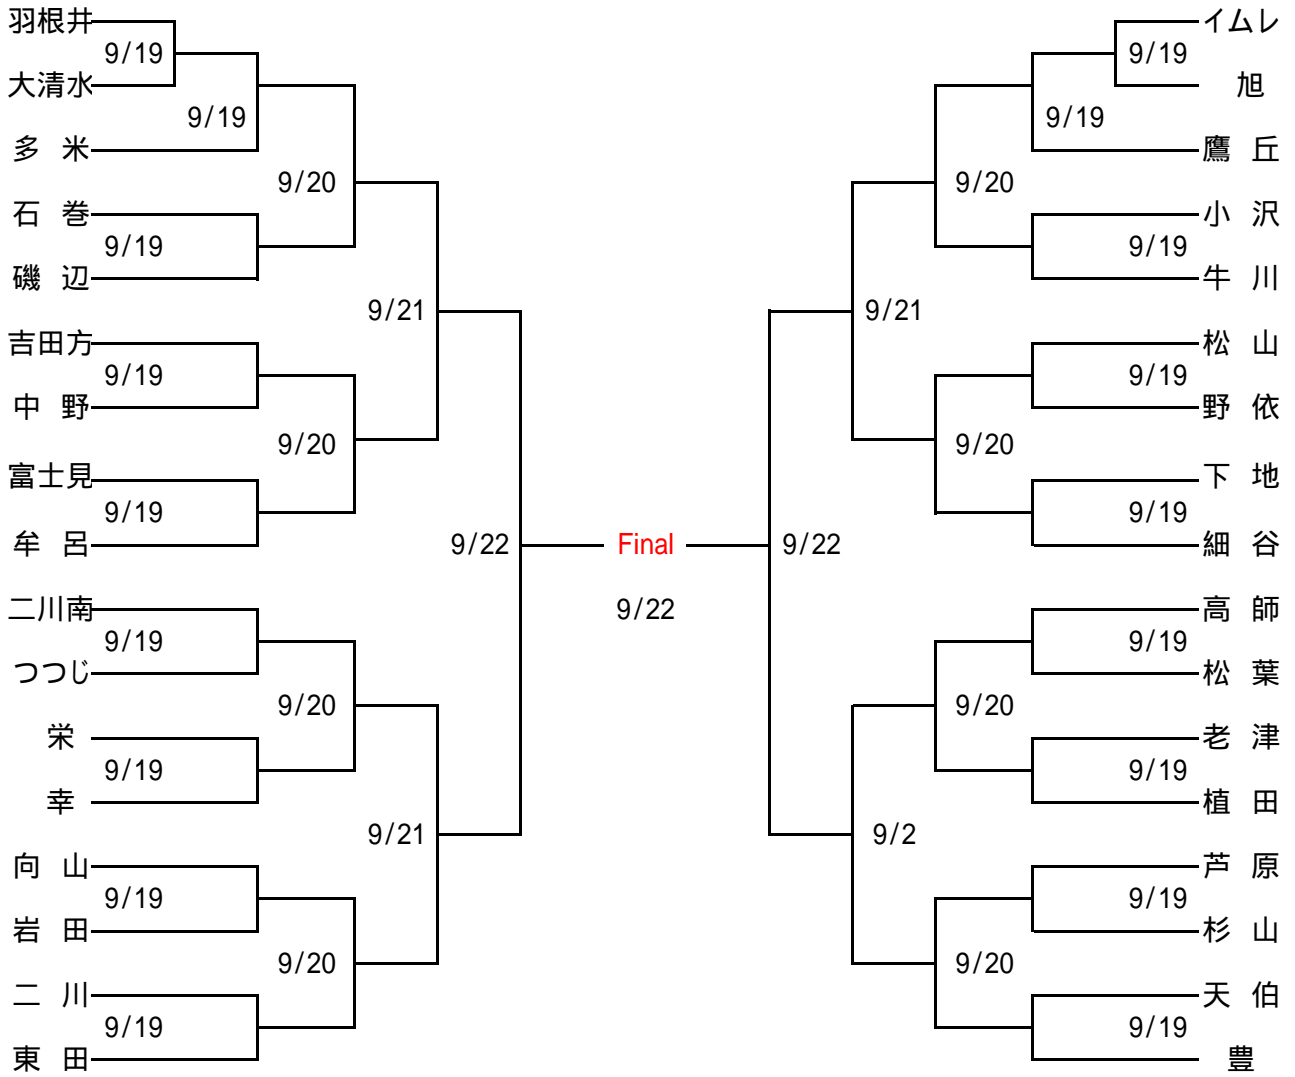 羽根井 イムレ
9/19 9/19
大清水 旭
9/19 9/19
多米 鷹丘
9/20 9/20
石巻 小沢
9/19 9/19
磯辺 牛川
9/21 9/21
吉田方 松山
9/19 9/19
中野 野依
9/20 9/20
富士見 下地
9/19 9/19
牟呂 9/22 Final 9/22 細谷
二川南 9/22 高師
9/19 9/19
つつじ 松葉
9/20 9/20
栄 老津
9/19 9/19
幸 植田
9/21 9/2
向山 芦原
9/19 9/19
岩田 杉山
9/20 9/20
二川 天伯
9/19 9/19
東田 豊